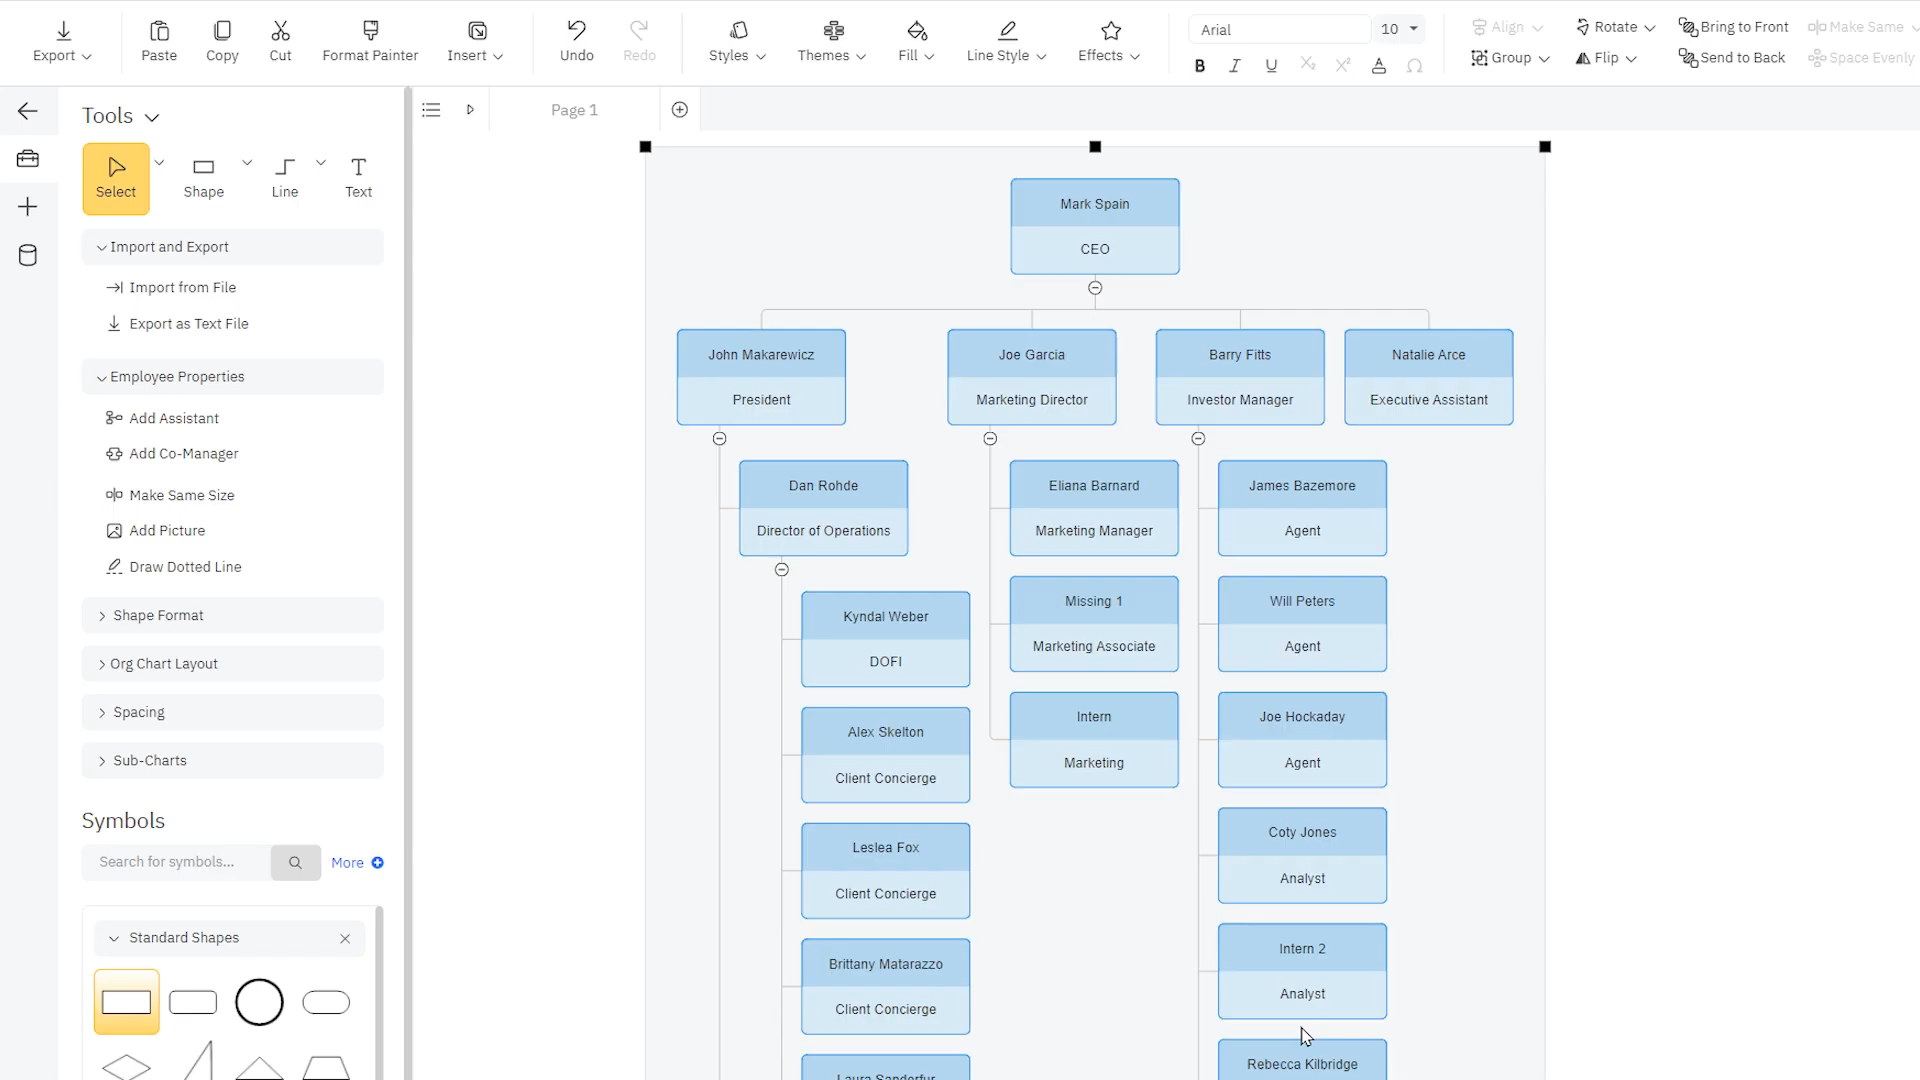 Export
Paste
Copy
Cut
Format Painter
Insert
Undo
Redo
Styles
Themes
Fill
Line Style
Effects
Arial
10
B I U X₂ X² A Ω
Align
Group
Rotate
Flip
Bring to Front
Send to Back
Make Same
Space Evenly
Page 1
Tools
Select
Shape
Line
Text
Import and Export
Import from File
Export as Text File
Employee Properties
Add Assistant
Add Co-Manager
Make Same Size
Add Picture
Draw Dotted Line
Shape Format
Org Chart Layout
Spacing
Sub-Charts
Symbols
Search for symbols...
More
Standard Shapes
Mark Spain
CEO
John Makarewicz
President
Joe Garcia
Marketing Director
Barry Fitts
Investor Manager
Natalie Arce
Executive Assistant
Dan Rohde
Director of Operations
Kyndal Weber
DOFI
Alex Skelton
Client Concierge
Leslea Fox
Client Concierge
Brittany Matarazzo
Client Concierge
Laura Sanderfur
Eliana Barnard
Marketing Manager
Missing 1
Marketing Associate
Intern
Marketing
James Bazemore
Agent
Will Peters
Agent
Joe Hockaday
Agent
Coty Jones
Analyst
Intern 2
Analyst
Rebecca Kilbridge